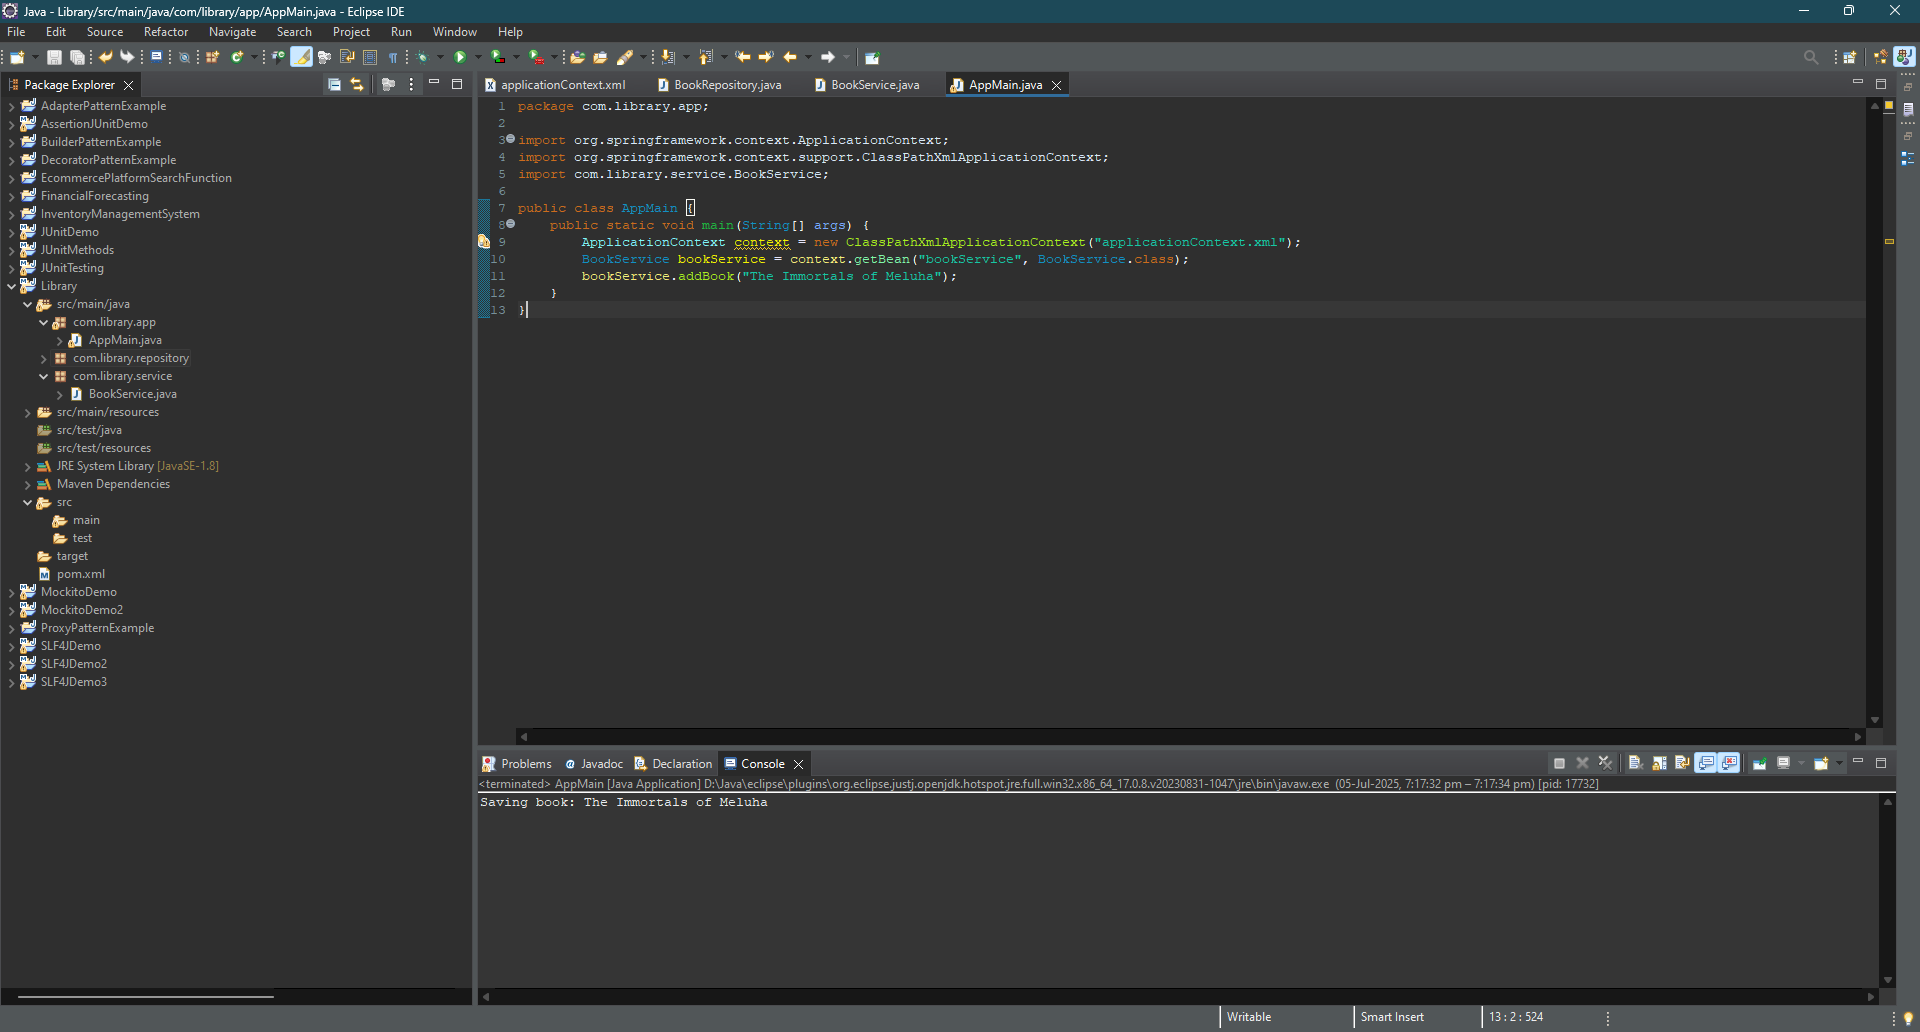 Java - Library/src/main/java/com/library/app/AppMain.java - Eclipse IDE
File Edit Source Refactor Navigate Search Project Run Window Help
Package Explorer
AdapterPatternExample
AssertionJUnitDemo
BuilderPatternExample
DecoratorPatternExample
EcommercePlatformSearchFunction
FinancialForecasting
InventoryManagementSystem
JUnitDemo
JUnitMethods
JUnitTesting
Library
src/main/java
com.library.app
AppMain.java
com.library.repository
com.library.service
BookService.java
src/main/resources
src/test/java
src/test/resources
JRE System Library [JavaSE-1.8]
Maven Dependencies
src
main
test
target
pom.xml
MockitoDemo
MockitoDemo2
ProxyPatternExample
SLF4JDemo
SLF4JDemo2
SLF4JDemo3
applicationContext.xml BookRepository.java BookService.java AppMain.java
1 package com.library.app;
2
3 import org.springframework.context.ApplicationContext;
4 import org.springframework.context.support.ClassPathXmlApplicationContext;
5 import com.library.service.BookService;
6
7 public class AppMain {
8 public static void main(String[] args) {
9 ApplicationContext context = new ClassPathXmlApplicationContext("applicationContext.xml");
10 BookService bookService = context.getBean("bookService", BookService.class);
11 bookService.addBook("The Immortals of Meluha");
12 }
13 }
Problems Javadoc Declaration Console
<terminated> AppMain [Java Application] D:\Java\eclipse\plugins\org.eclipse.justj.openjdk.hotspot.jre.full.win32.x86_64_17.0.8.v20230831-1047\jre\bin\javaw.exe (05-Jul-2025, 7:17:32 pm – 7:17:34 pm) [pid: 17732]
Saving book: The Immortals of Meluha
Writable Smart Insert 13 : 2 : 524